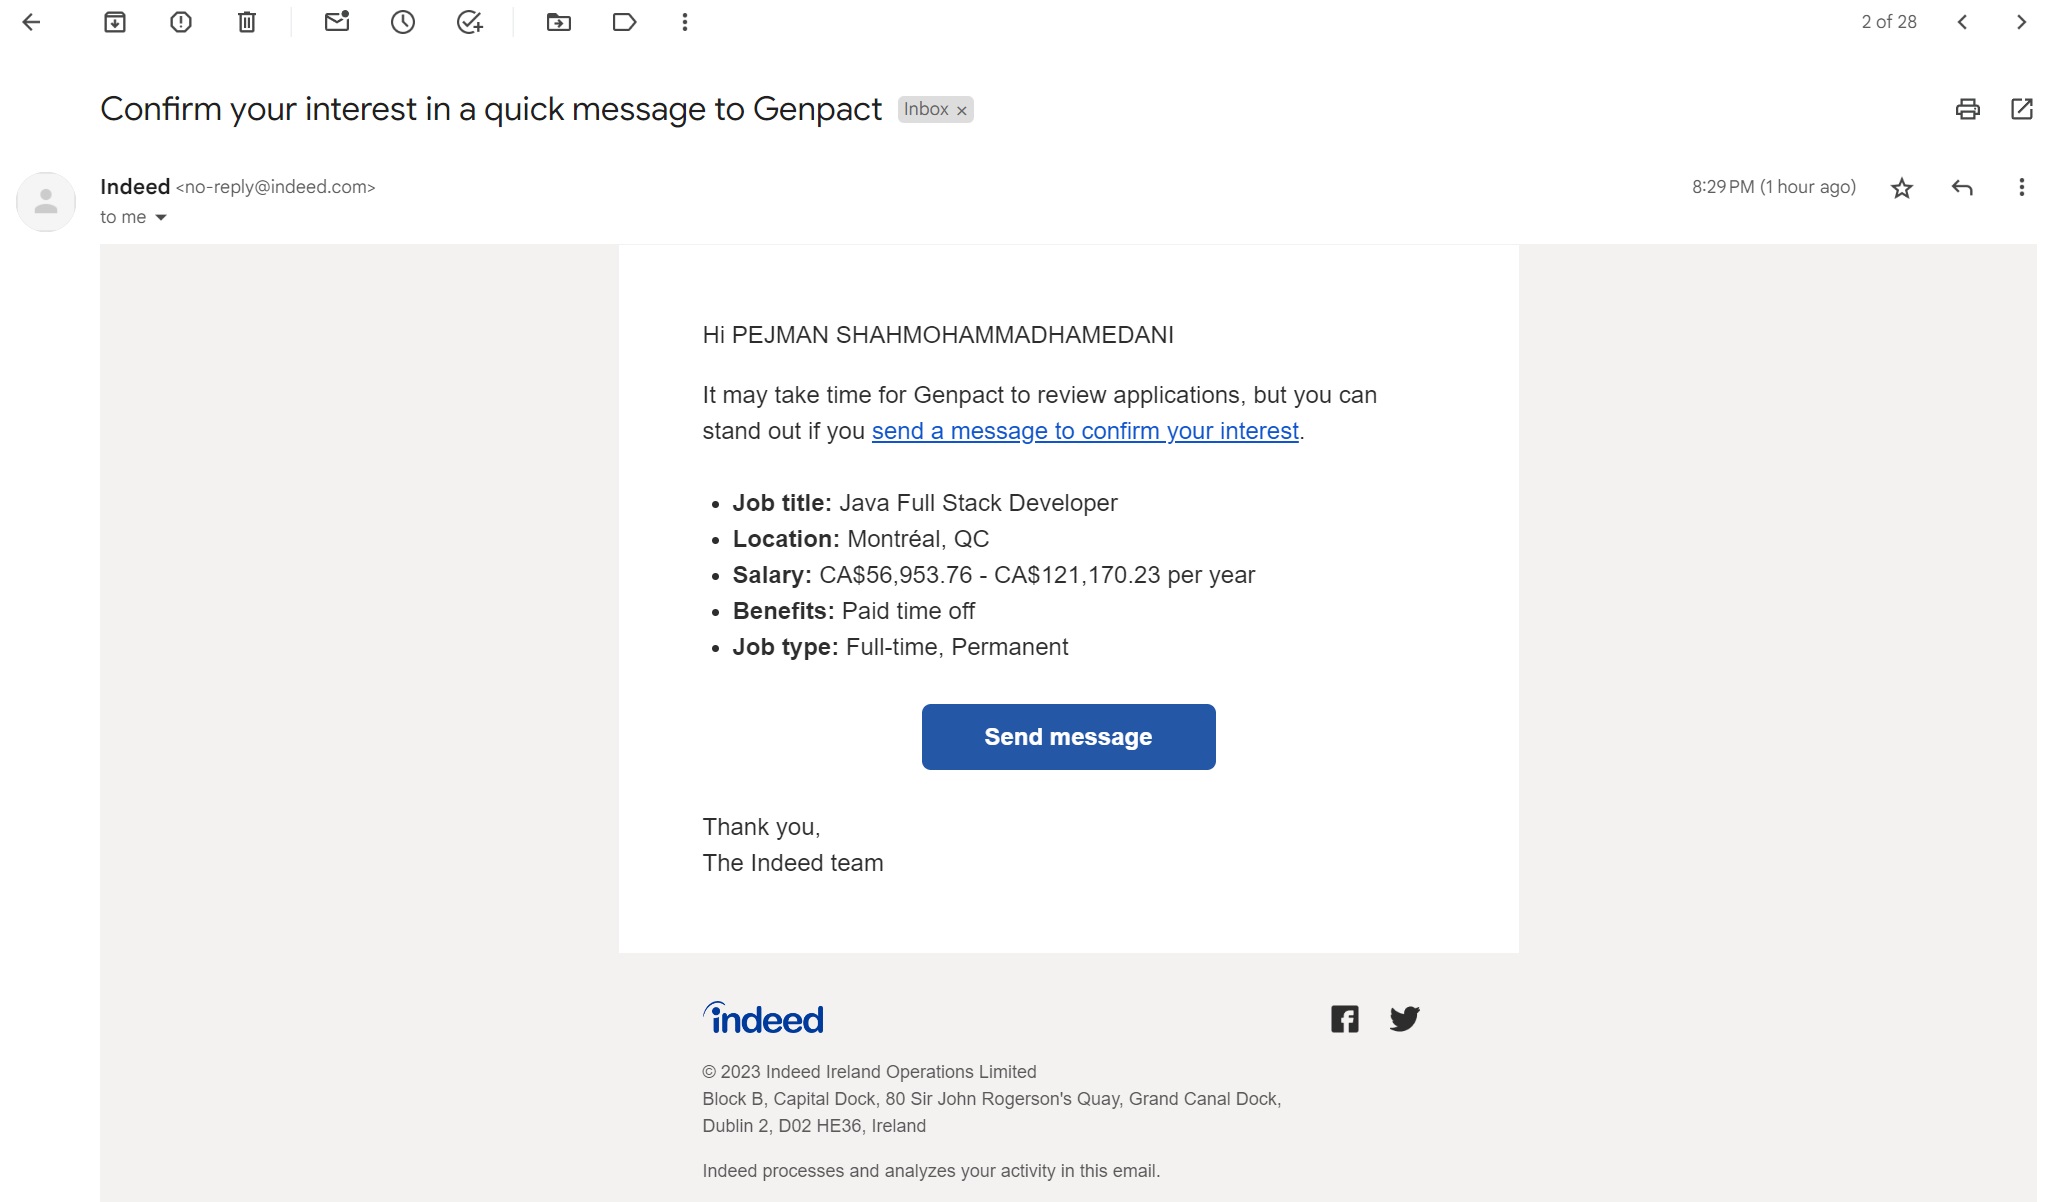 2 of 28
Confirm your interest in a quick message to Genpact Inbox ×
Indeed <no-reply@indeed.com> 8:29 PM (1 hour ago)
to me
Hi PEJMAN SHAHMOHAMMADHAMEDANI
It may take time for Genpact to review applications, but you can
stand out if you send a message to confirm your interest.
• Job title: Java Full Stack Developer
• Location: Montréal, QC
• Salary: CA$56,953.76 - CA$121,170.23 per year
• Benefits: Paid time off
• Job type: Full-time, Permanent
Send message
Thank you,
The Indeed team
indeed
© 2023 Indeed Ireland Operations Limited
Block B, Capital Dock, 80 Sir John Rogerson's Quay, Grand Canal Dock,
Dublin 2, D02 HE36, Ireland
Indeed processes and analyzes your activity in this email.